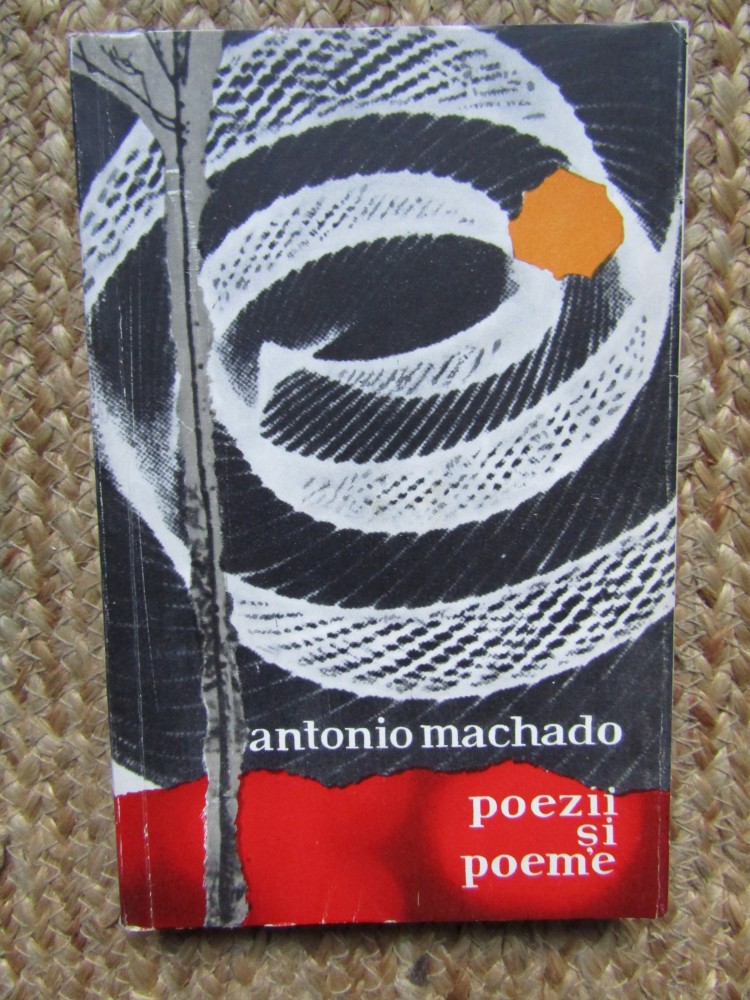 antonio machado
poezii
și
poeme